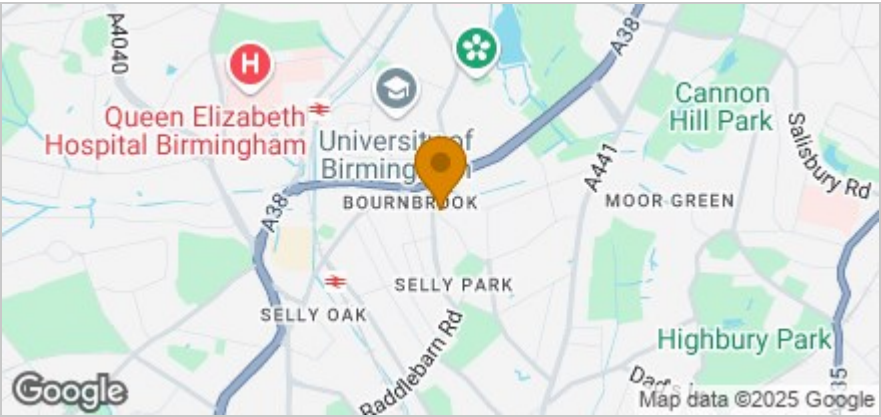 A4040
H
A38
Queen Elizabeth
Hospital Birmingham
University of
Birmingham
Cannon
Hill Park
Salisbury Rd
A441
A38
BOURNBROOK
MOOR GREEN
SELLY PARK
SELLY OAK
Raddlebarn Rd
Highbury Park
Google
Map data ©2025 Google